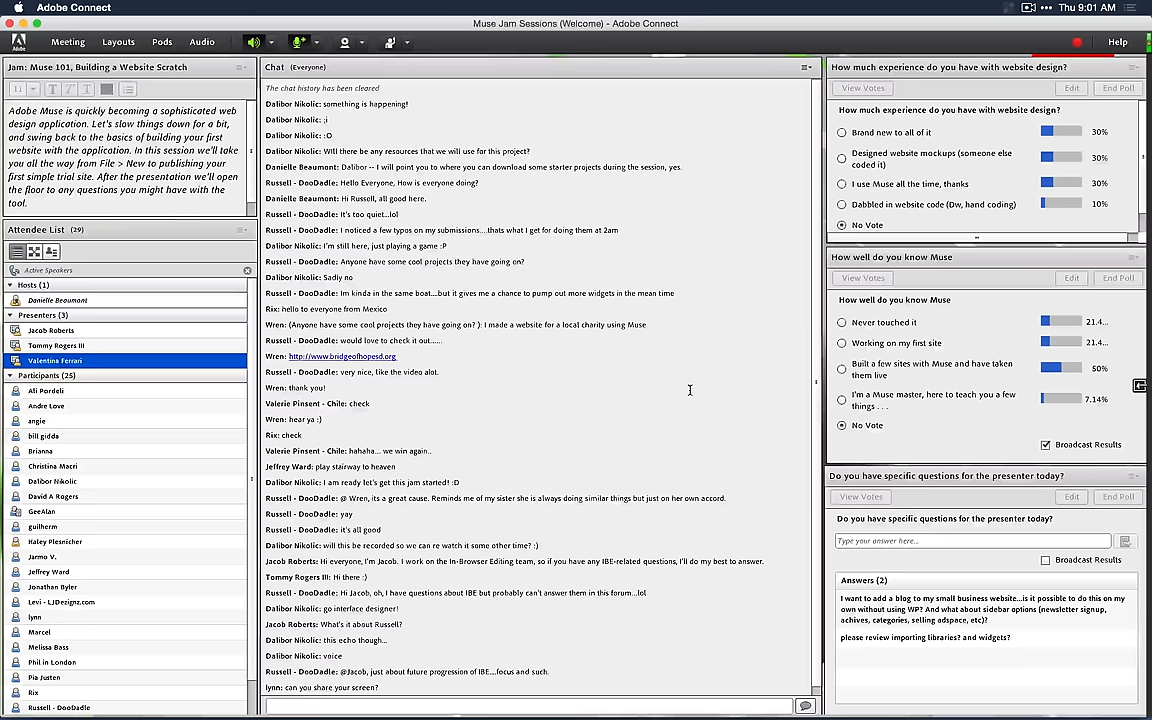 Adobe Connect
Thu 9:01 AM
Muse Jam Sessions (Welcome) - Adobe Connect
Adobe
Meeting
Layouts
Pods
Audio
Help
Jam: Muse 101, Building a Website Scratch
11
Adobe Muse is quickly becoming a sophisticated web
design application. Let's slow things down for a bit,
and swing back to the basics of building your first
website with the application. In this session we'll take
you all the way from File > New to publishing your
first simple trial site. After the presentation we'll open
the floor to any questions you might have with the
tool.
Attendee List (29)
Active Speakers
Hosts (1)
Danielle Beaumont
Presenters (3)
Jacob Roberts
Tommy Rogers III
Valentina Ferrari
Participants (25)
Ali Pordeli
Andre Love
angie
bill gidda
Brianna
Christina Macri
Dalibor Nikolic
David A Rogers
GeeAlan
guilherm
Haley Plesnicher
Jarmo V.
Jeffrey Ward
Jonathan Byler
Levi - LJDezignz.com
lynn
Marcel
Melissa Bass
Phil in London
Pia Justen
Rix
Russell - DooDadle
Chat (Everyone)
The chat history has been cleared
Dalibor Nikolic: something is happening!
Dalibor Nikolic: ;i
Dalibor Nikolic: :O
Dalibor Nikolic: Will there be any resources that we will use for this project?
Danielle Beaumont: Dalibor -- I will point you to where you can download some starter projects during the session, yes.
Russell - DooDadle: Hello Everyone, How is everyone doing?
Danielle Beaumont: Hi Russell, all good here.
Russell - DooDadle: It's too quiet...lol
Russell - DooDadle: I noticed a few typos on my submissions....thats what I get for doing them at 2am
Dalibor Nikolic: I'm still here, just playing a game :P
Russell - DooDadle: Anyone have some cool projects they have going on?
Dalibor Nikolic: Sadly no
Russell - DooDadle: Im kinda in the same boat...but it gives me a chance to pump out more widgets in the mean time
Rix: hello to everyone from Mexico
Wren: (Anyone have some cool projects they have going on? ): I made a website for a local charity using Muse
Russell - DooDadle: would love to check it out......
Wren: http://www.bridgeofhopesd.org
Russell - DooDadle: very nice, like the video alot.
Wren: thank you!
Valerie Pinsent - Chile: check
Wren: hear ya :)
Rix: check
Valerie Pinsent - Chile: hahaha... we win again..
Jeffrey Ward: play stairway to heaven
Dalibor Nikolic: I am ready let's get this jam started! :D
Russell - DooDadle: @ Wren, its a great cause. Reminds me of my sister she is always doing similar things but just on her own accord.
Russell - DooDadle: yay
Russell - DooDadle: it's all good
Dalibor Nikolic: will this be recorded so we can re watch it some other time? :)
Jacob Roberts: Hi everyone, I'm Jacob. I work on the In-Browser Editing team, so if you have any IBE-related questions, I'll do my best to answer.
Tommy Rogers III: Hi there :)
Russell - DooDadle: Hi Jacob, oh, I have questions about IBE but probably can't answer them in this forum...lol
Dalibor Nikolic: go interface designer!
Jacob Roberts: What's it about Russell?
Dalibor Nikolic: this echo though...
Dalibor Nikolic: voice
Russell - DooDadle: @Jacob, just about future progression of IBE...focus and such.
lynn: can you share your screen?
How much experience do you have with website design?
View Votes
Edit
End Poll
How much experience do you have with website design?
Brand new to all of it
30%
Designed website mockups (someone else
coded it)
30%
I use Muse all the time, thanks
30%
Dabbled in website code (Dw, hand coding)
10%
No Vote
How well do you know Muse
View Votes
Edit
End Poll
How well do you know Muse
Never touched it
21.4...
Working on my first site
21.4...
Built a few sites with Muse and have taken
them live
50%
I'm a Muse master, here to teach you a few
things . . .
7.14%
No Vote
Broadcast Results
Do you have specific questions for the presenter today?
View Votes
Edit
End Poll
Do you have specific questions for the presenter today?
Type your answer here...
Broadcast Results
Answers (2)
I want to add a blog to my small business website...is it possible to do this on my
own without using WP? And what about sidebar options (newsletter signup,
achives, categories, selling adspace, etc)?
please review importing libraries? and widgets?